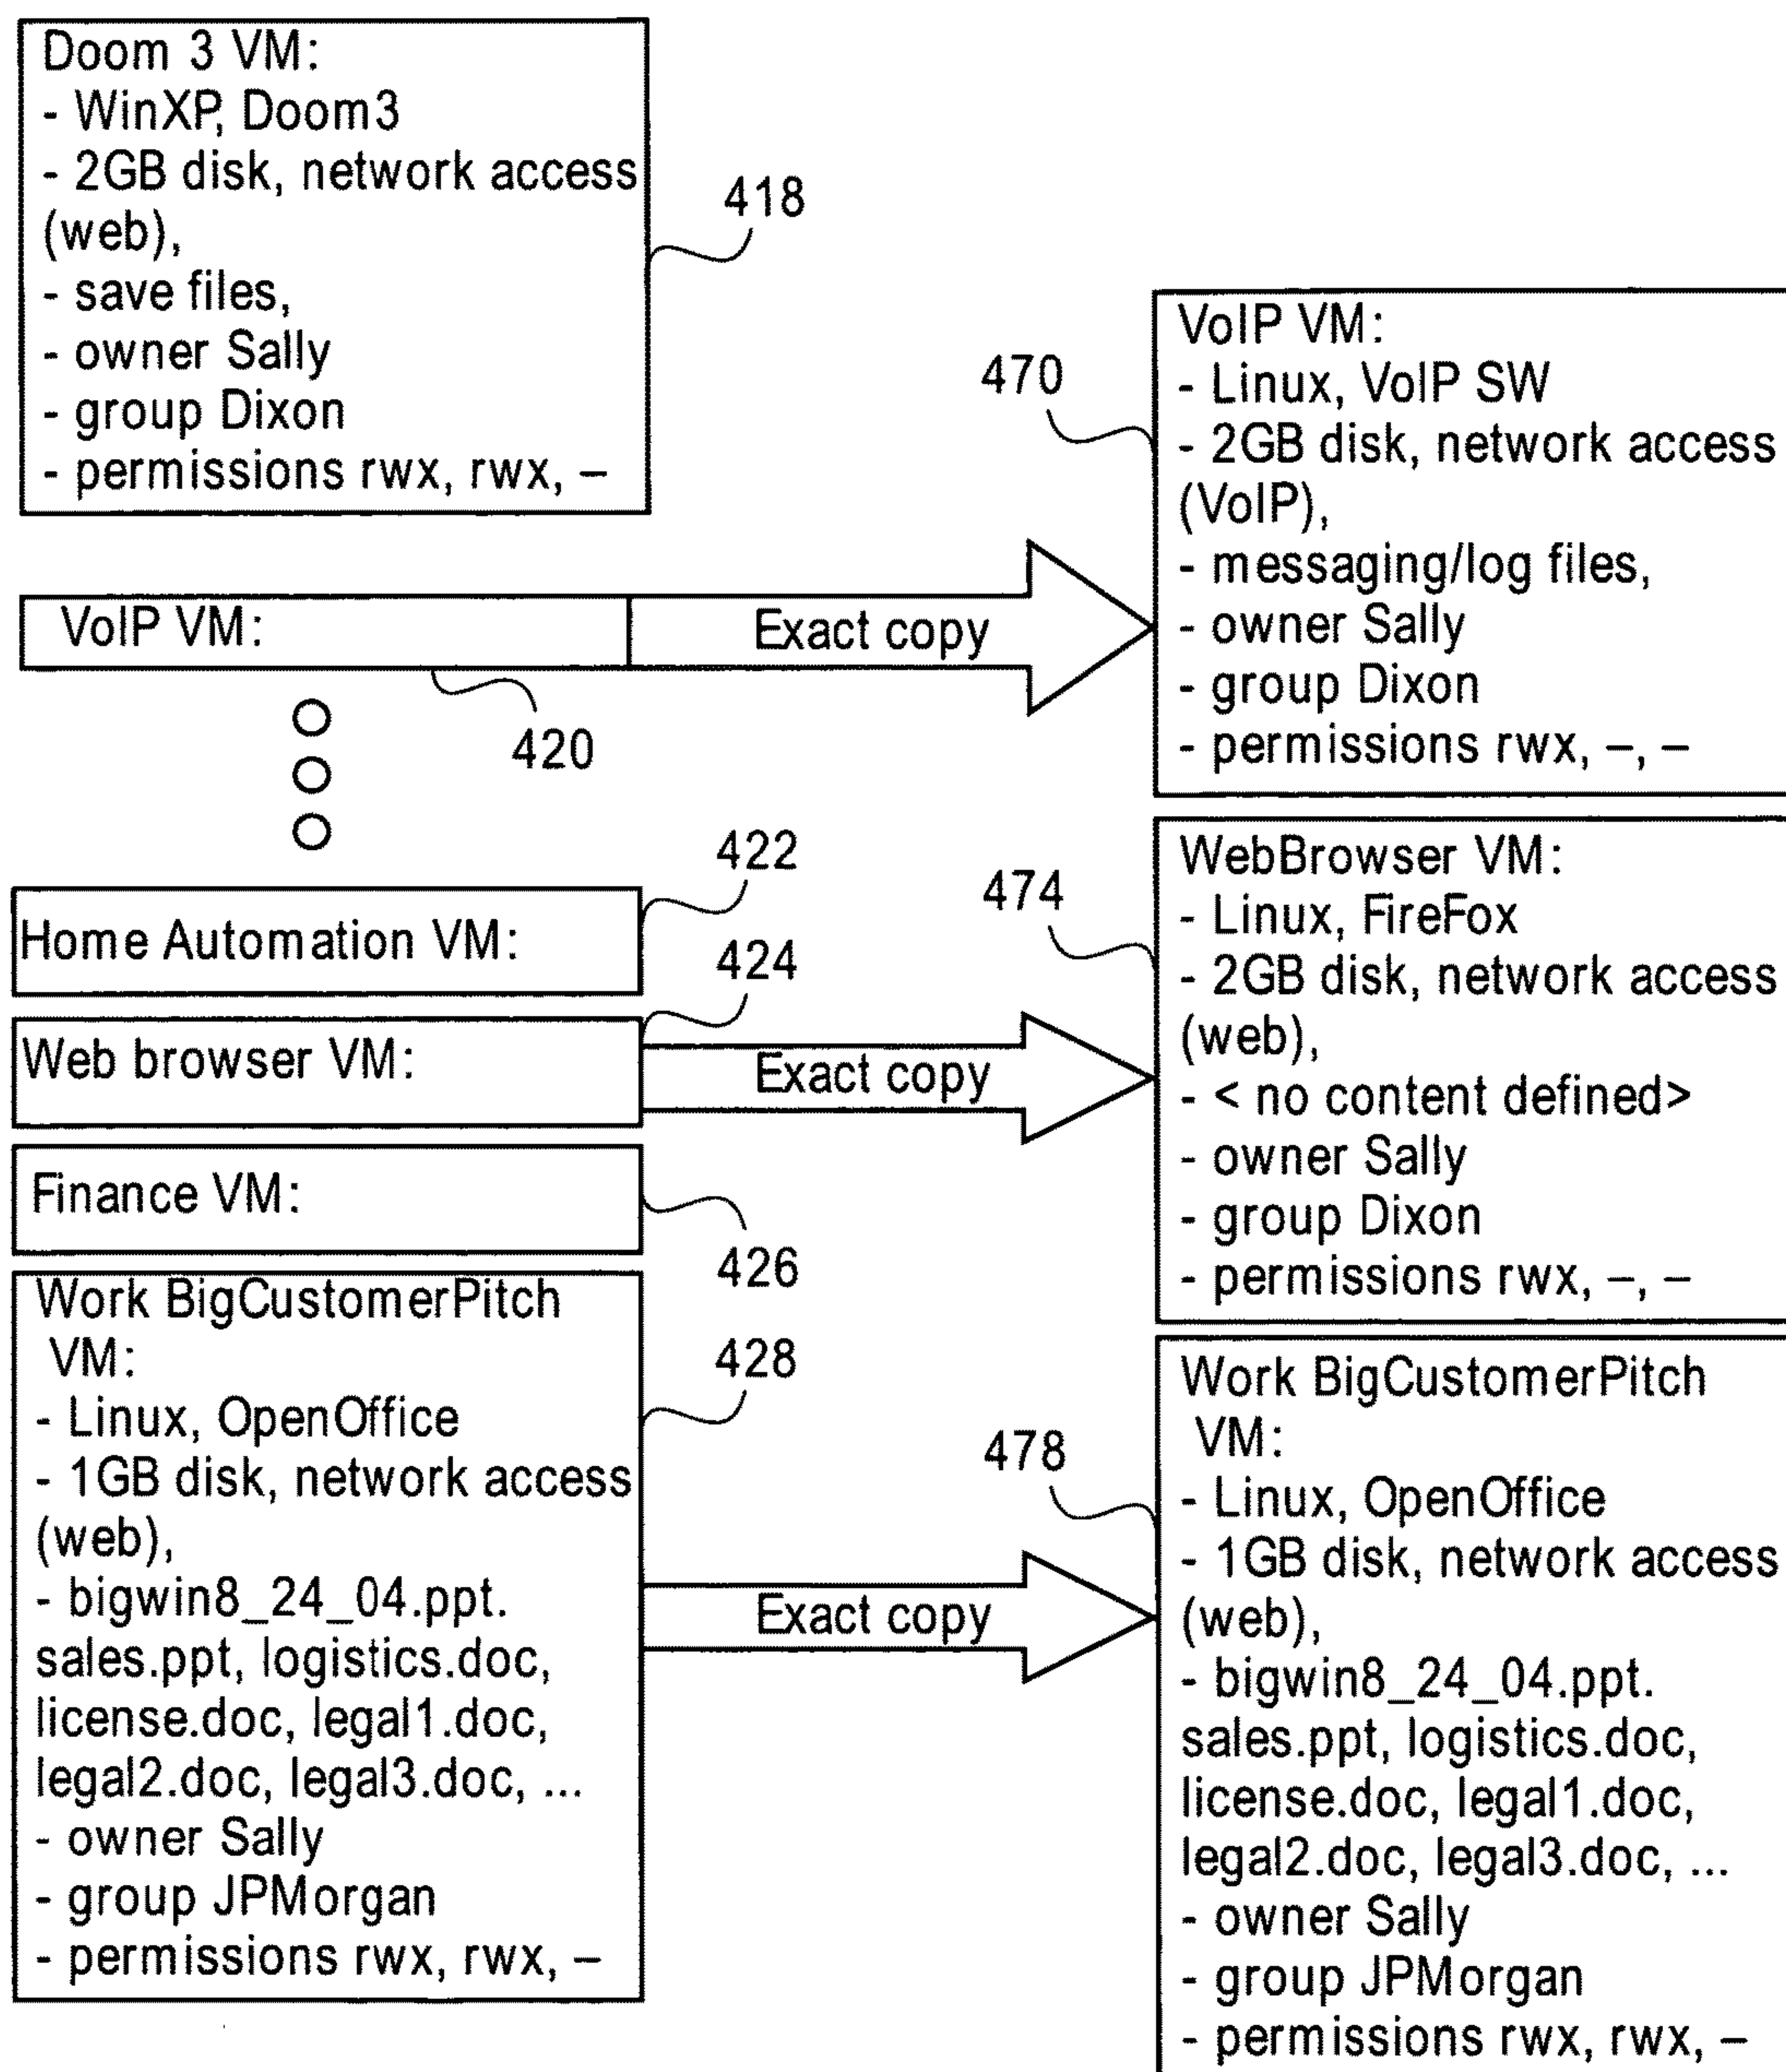 Doom 3 VM:
- WinXP, Doom3
- 2GB disk, network access
(web),
- save files,
- owner Sally
- group Dixon
- permissions rwx, rwx, –
418
VoIP VM:
420
Exact copy
470
VoIP VM:
- Linux, VoIP SW
- 2GB disk, network access
(VoIP),
- messaging/log files,
- owner Sally
- group Dixon
- permissions rwx, –, –
Home Automation VM:
422
Web browser VM:
424
Exact copy
474
WebBrowser VM:
- Linux, FireFox
- 2GB disk, network access
(web),
- < no content defined>
- owner Sally
- group Dixon
- permissions rwx, –, –
Finance VM:
426
Work BigCustomerPitch
VM:
- Linux, OpenOffice
- 1GB disk, network access
(web),
- bigwin8_24_04.ppt.
sales.ppt, logistics.doc,
license.doc, legal1.doc,
legal2.doc, legal3.doc, ...
- owner Sally
- group JPMorgan
- permissions rwx, rwx, –
428
Exact copy
478
Work BigCustomerPitch
VM:
- Linux, OpenOffice
- 1GB disk, network access
(web),
- bigwin8_24_04.ppt.
sales.ppt, logistics.doc,
license.doc, legal1.doc,
legal2.doc, legal3.doc, ...
- owner Sally
- group JPMorgan
- permissions rwx, rwx, –